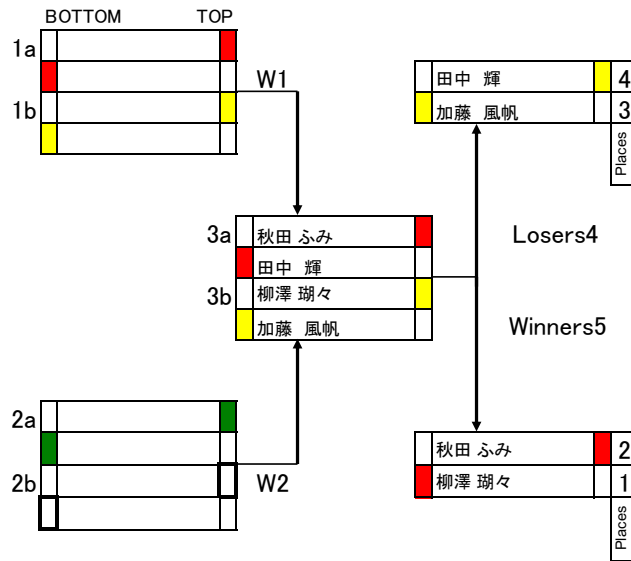 BOTTOM TOP
1a
W1
1b
田中 輝 4
加藤 風帆 3
Places
3a 秋田 ふみ
田中 輝
3b 柳澤 瑚々
加藤 風帆
Losers4
Winners5
2a
2b
W2
秋田 ふみ 2
柳澤 瑚々 1
Places